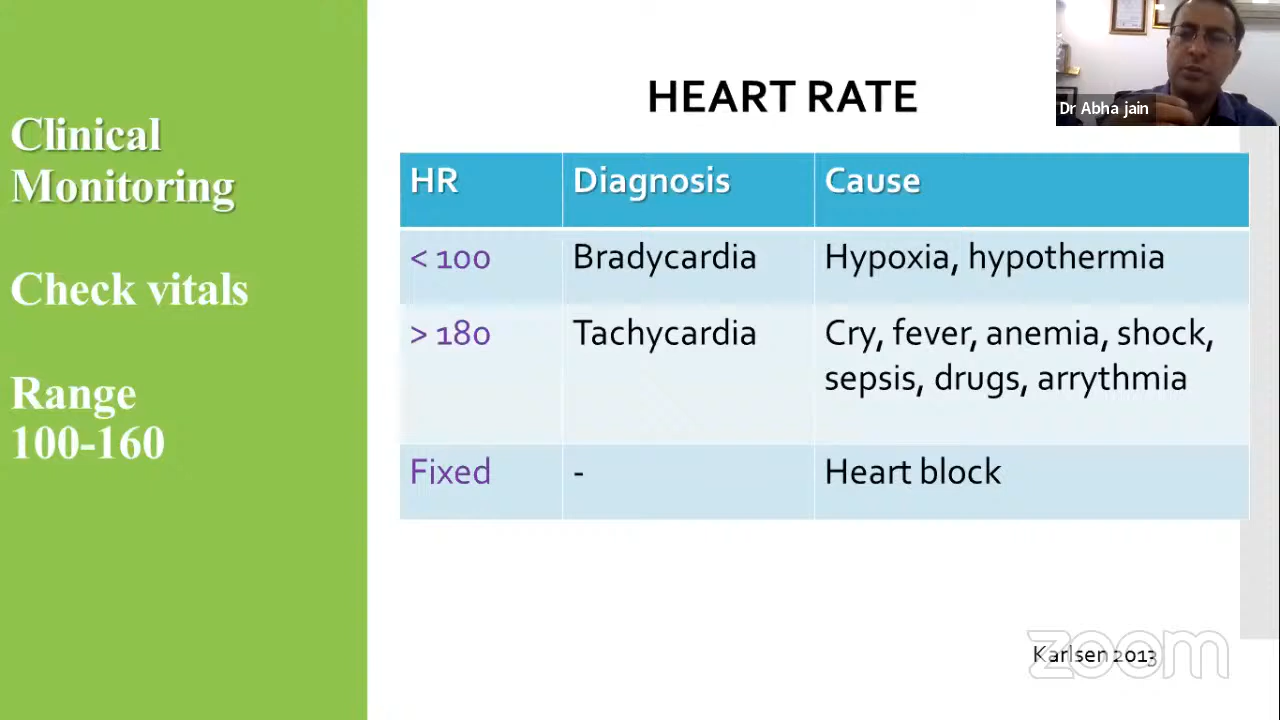 Clinical
Monitoring
Check vitals
Range
100-160
HEART RATE
Dr Abha jain
HR Diagnosis Cause
< 100 Bradycardia Hypoxia, hypothermia
> 180 Tachycardia Cry, fever, anemia, shock,
sepsis, drugs, arrythmia
Fixed - Heart block
Karlsen 2013
zoom